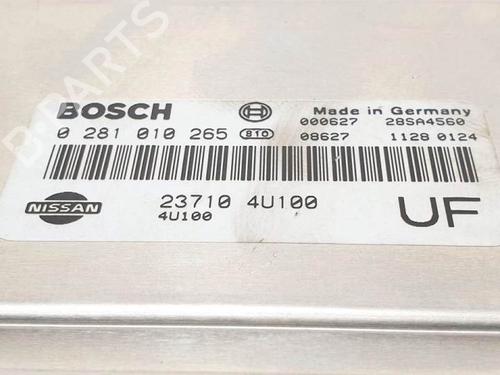 BOSCH
Made in Germany
000627 28SA4560
0 281 010 265 810
08627 1128 0124
NISSAN
23710 4U100
4U100
UF
B-PARTS